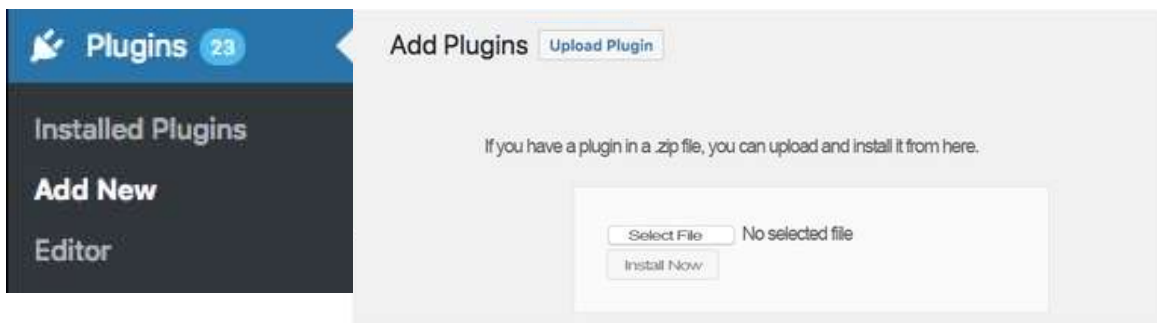 Plugins 23
Installed Plugins
Add New
Editor
Add Plugins Upload Plugin
If you have a plugin in a .zip file, you can upload and install it from here.
Select File No selected file
Install Now